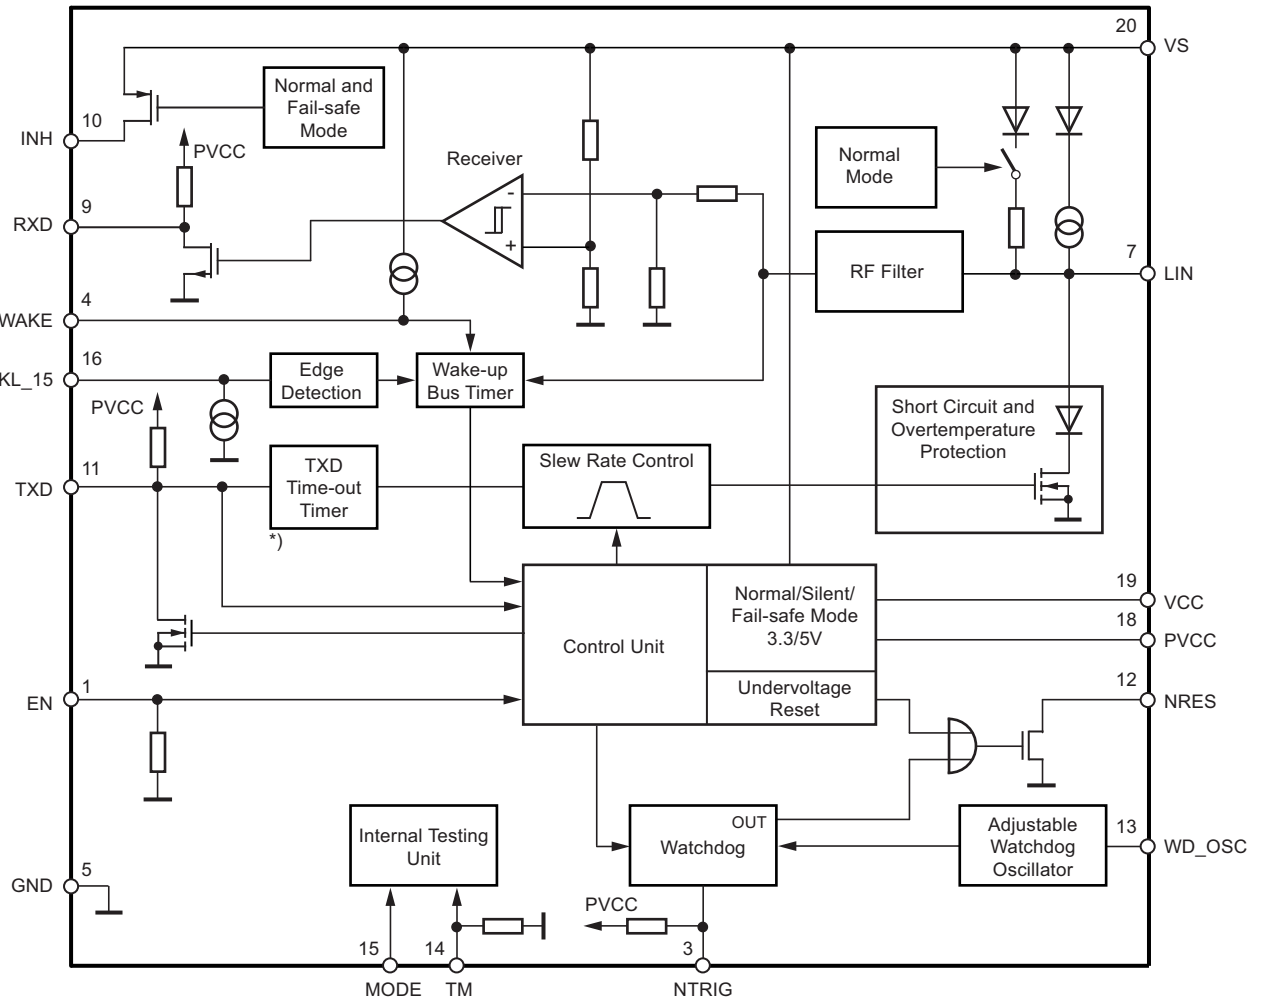 20
VS
Normal and
Fail-safe
Mode
10
INH
PVCC
Receiver
Normal
Mode
-
+
9
RXD
RF Filter
7
LIN
4
WAKE
16
KL_15
Edge
Detection
Wake-up
Bus Timer
PVCC
Short Circuit and
Overtemperature
Protection
11
TXD
TXD
Time-out
Timer
*)
Slew Rate Control
Control Unit
Normal/Silent/
Fail-safe Mode
3.3/5V
19
VCC
18
PVCC
Undervoltage
Reset
12
NRES
1
EN
Internal Testing
Unit
OUT
Watchdog
Adjustable
Watchdog
Oscillator
13
WD_OSC
5
GND
PVCC
15
14
3
MODE
TM
NTRIG